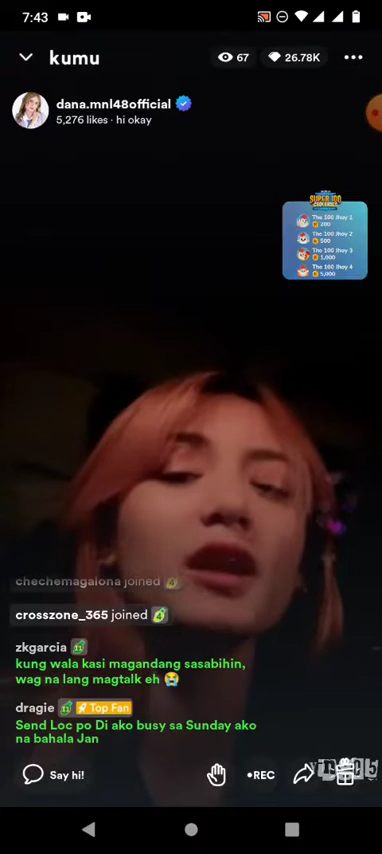 7:43
kumu
67
26.78K
dana.mnl48official
5,276 likes · hi okay
SUPER 100
The 100 Jhay 1
200
The 100 Jhay 2
500
The 100 Jhay 3
1,000
The 100 Jhay 4
5,000
chechemagalona joined
crosszone_365 joined
zkgarcia 11
kung wala kasi magandang sasabihin,
wag na lang magtalk eh 😭
dragie 11 Top Fan
Send Loc po Di ako busy sa Sunday ako
na bahala Jan
Say hi!
•REC